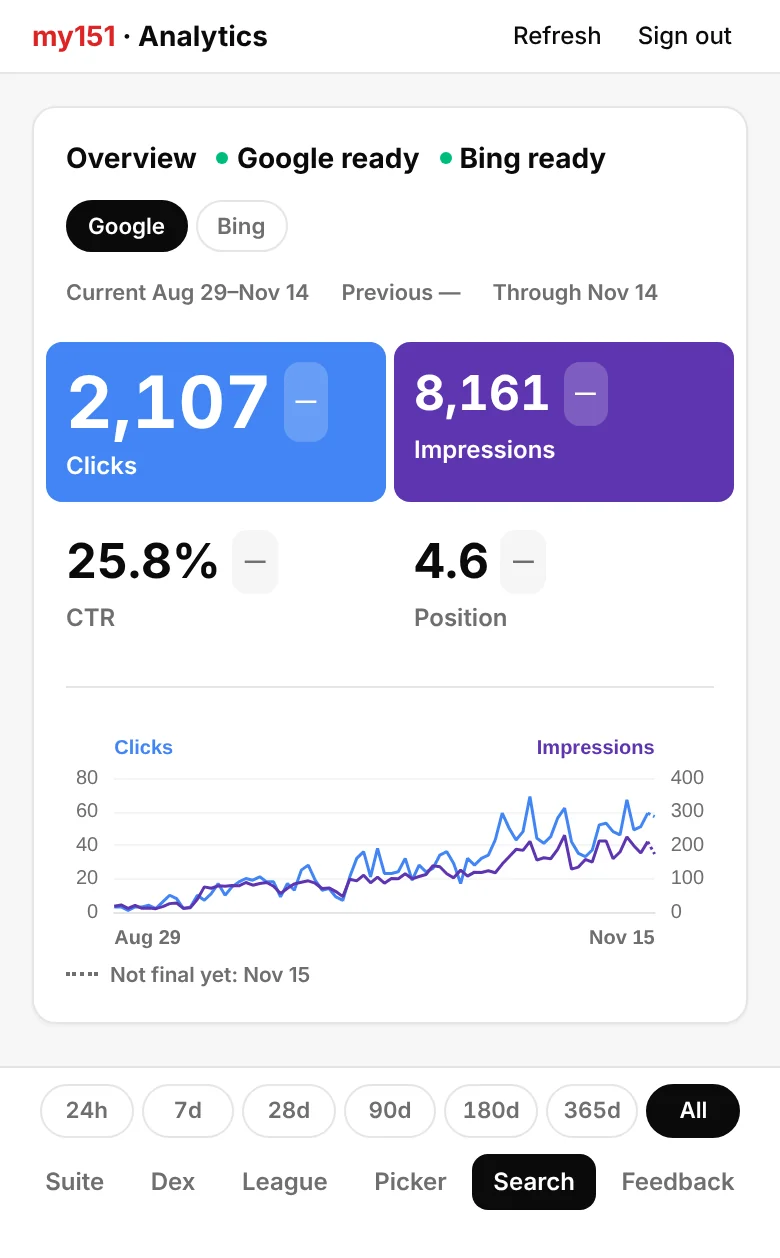 my151 · Analytics Refresh Sign out
Overview Google ready Bing ready
Google Bing
Current Aug 29–Nov 14 Previous — Through Nov 14
2,107 — 8,161 —
Clicks Impressions
25.8% — 4.6 —
CTR Position
Clicks Impressions
80 400
60 300
40 200
20 100
0 0
Aug 29 Nov 15
Not final yet: Nov 15
24h 7d 28d 90d 180d 365d All
Suite Dex League Picker Search Feedback